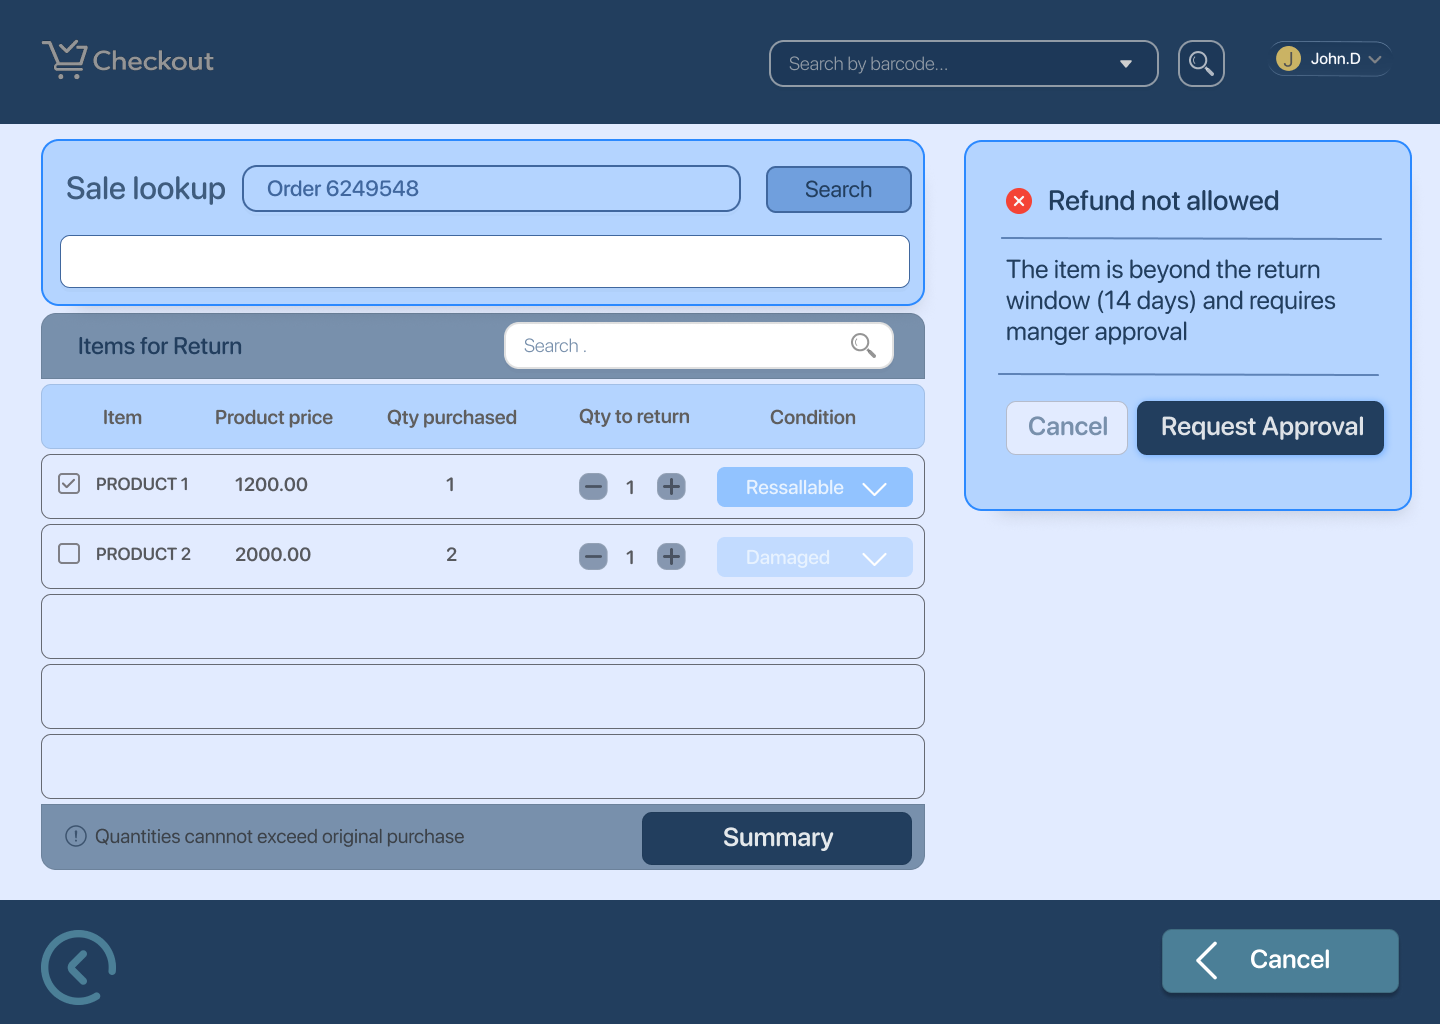 Checkout
Search by barcode...
J John.D
Sale lookup
Order 6249548
Search
Items for Return
Search .
Item Product price Qty purchased Qty to return Condition
PRODUCT 1 1200.00 1 1 Ressallable
PRODUCT 2 2000.00 2 1 Damaged
Quantities cannnot exceed original purchase
Summary
Refund not allowed
The item is beyond the return
window (14 days) and requires
manger approval
Cancel
Request Approval
Cancel